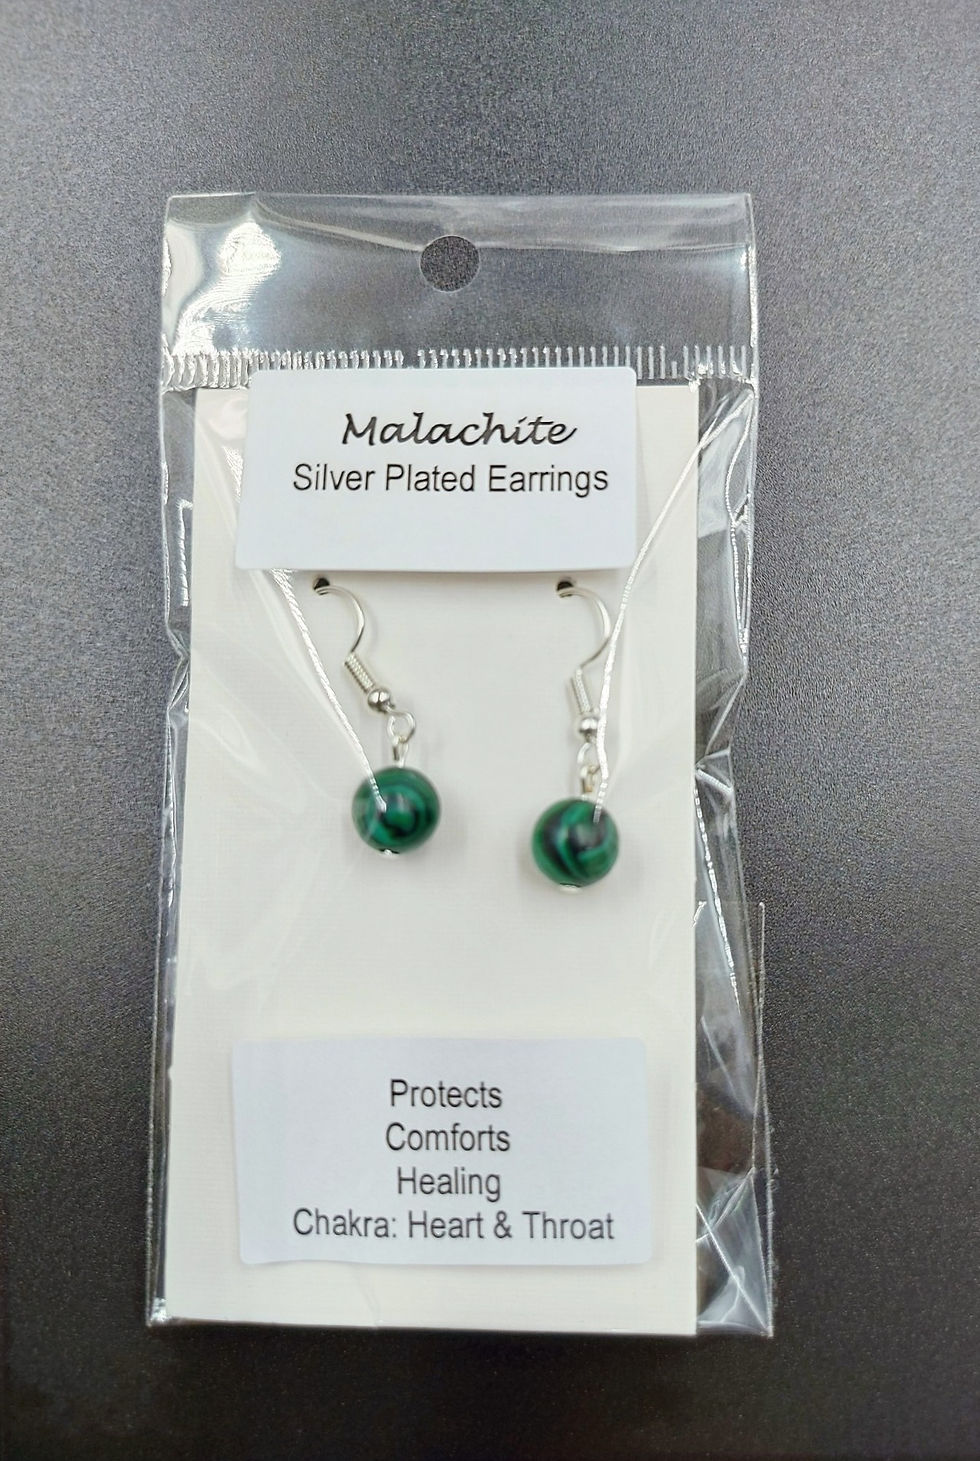 Malachite
Silver Plated Earrings
Protects
Comforts
Healing
Chakra: Heart & Throat